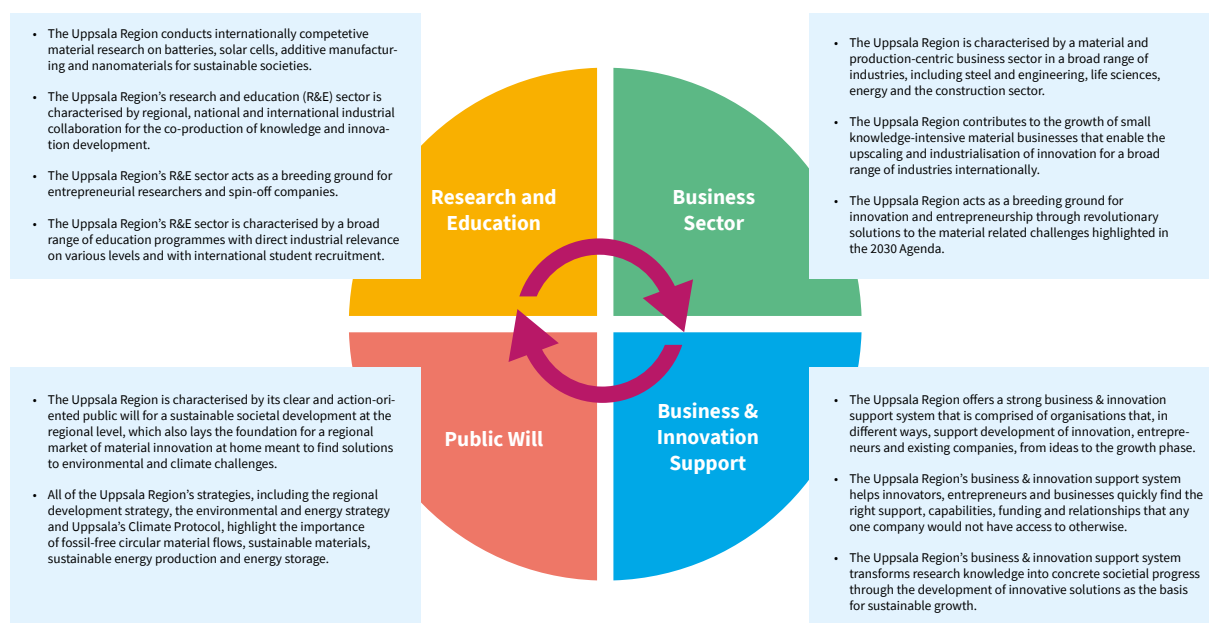 • The Uppsala Region conducts internationally competetive
material research on batteries, solar cells, additive manufactur-
ing and nanomaterials for sustainable societies.
• The Uppsala Region's research and education (R&E) sector is
characterised by regional, national and international industrial
collaboration for the co-production of knowledge and innova-
tion development.
• The Uppsala Region's R&E sector acts as a breeding ground for
entrepreneurial researchers and spin-off companies.
• The Uppsala Region's R&E sector is characterised by a broad
range of education programmes with direct industrial relevance
on various levels and with international student recruitment.
Research and
Education
Business
Sector
• The Uppsala Region is characterised by a material and
production-centric business sector in a broad range of
industries, including steel and engineering, life sciences,
energy and the construction sector.
• The Uppsala Region contributes to the growth of small
knowledge-intensive material businesses that enable the
upscaling and industrialisation of innovation for a broad
range of industries internationally.
• The Uppsala Region acts as a breeding ground for
innovation and entrepreneurship through revolutionary
solutions to the material related challenges highlighted in
the 2030 Agenda.
• The Uppsala Region is characterised by its clear and action-ori-
ented public will for a sustainable societal development at the
regional level, which also lays the foundation for a regional
market of material innovation at home meant to find solutions
to environmental and climate challenges.
• All of the Uppsala Region's strategies, including the regional
development strategy, the environmental and energy strategy
and Uppsala's Climate Protocol, highlight the importance
of fossil-free circular material flows, sustainable materials,
sustainable energy production and energy storage.
Public Will
Business &
Innovation
Support
• The Uppsala Region offers a strong business & innovation
support system that is comprised of organisations that, in
different ways, support development of innovation, entrepre-
neurs and existing companies, from ideas to the growth phase.
• The Uppsala Region's business & innovation support system
helps innovators, entrepreneurs and businesses quickly find the
right support, capabilities, funding and relationships that any
one company would not have access to otherwise.
• The Uppsala Region's business & innovation support system
transforms research knowledge into concrete societal progress
through the development of innovative solutions as the basis
for sustainable growth.